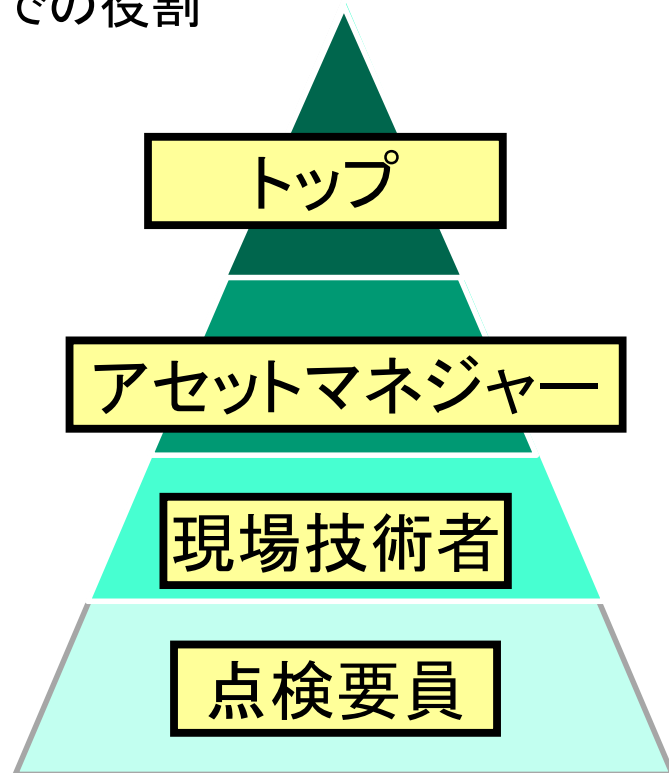 での役割
トップ
アセットマネジャー
現場技術者
点検要員